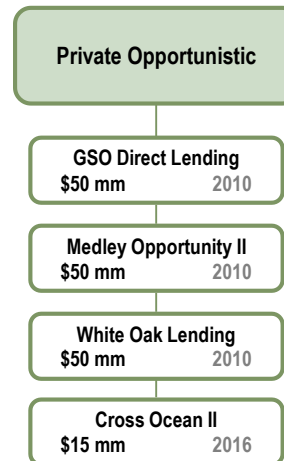 Private Opportunistic
GSO Direct Lending
$50 mm 2010
Medley Opportunity II
$50 mm 2010
White Oak Lending
$50 mm 2010
Cross Ocean II
$15 mm 2016